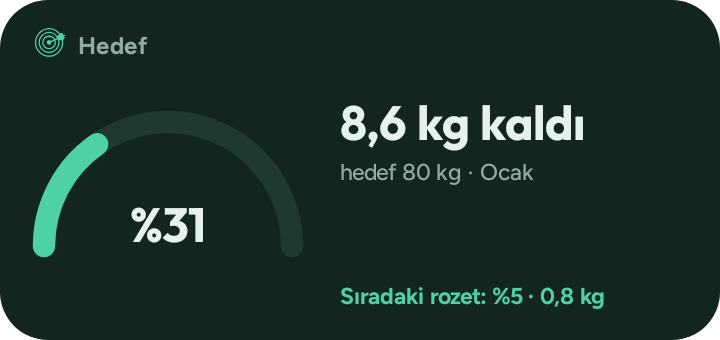 Hedef
8,6 kg kaldı
hedef 80 kg · Ocak
%31
Sıradaki rozet: %5 · 0,8 kg